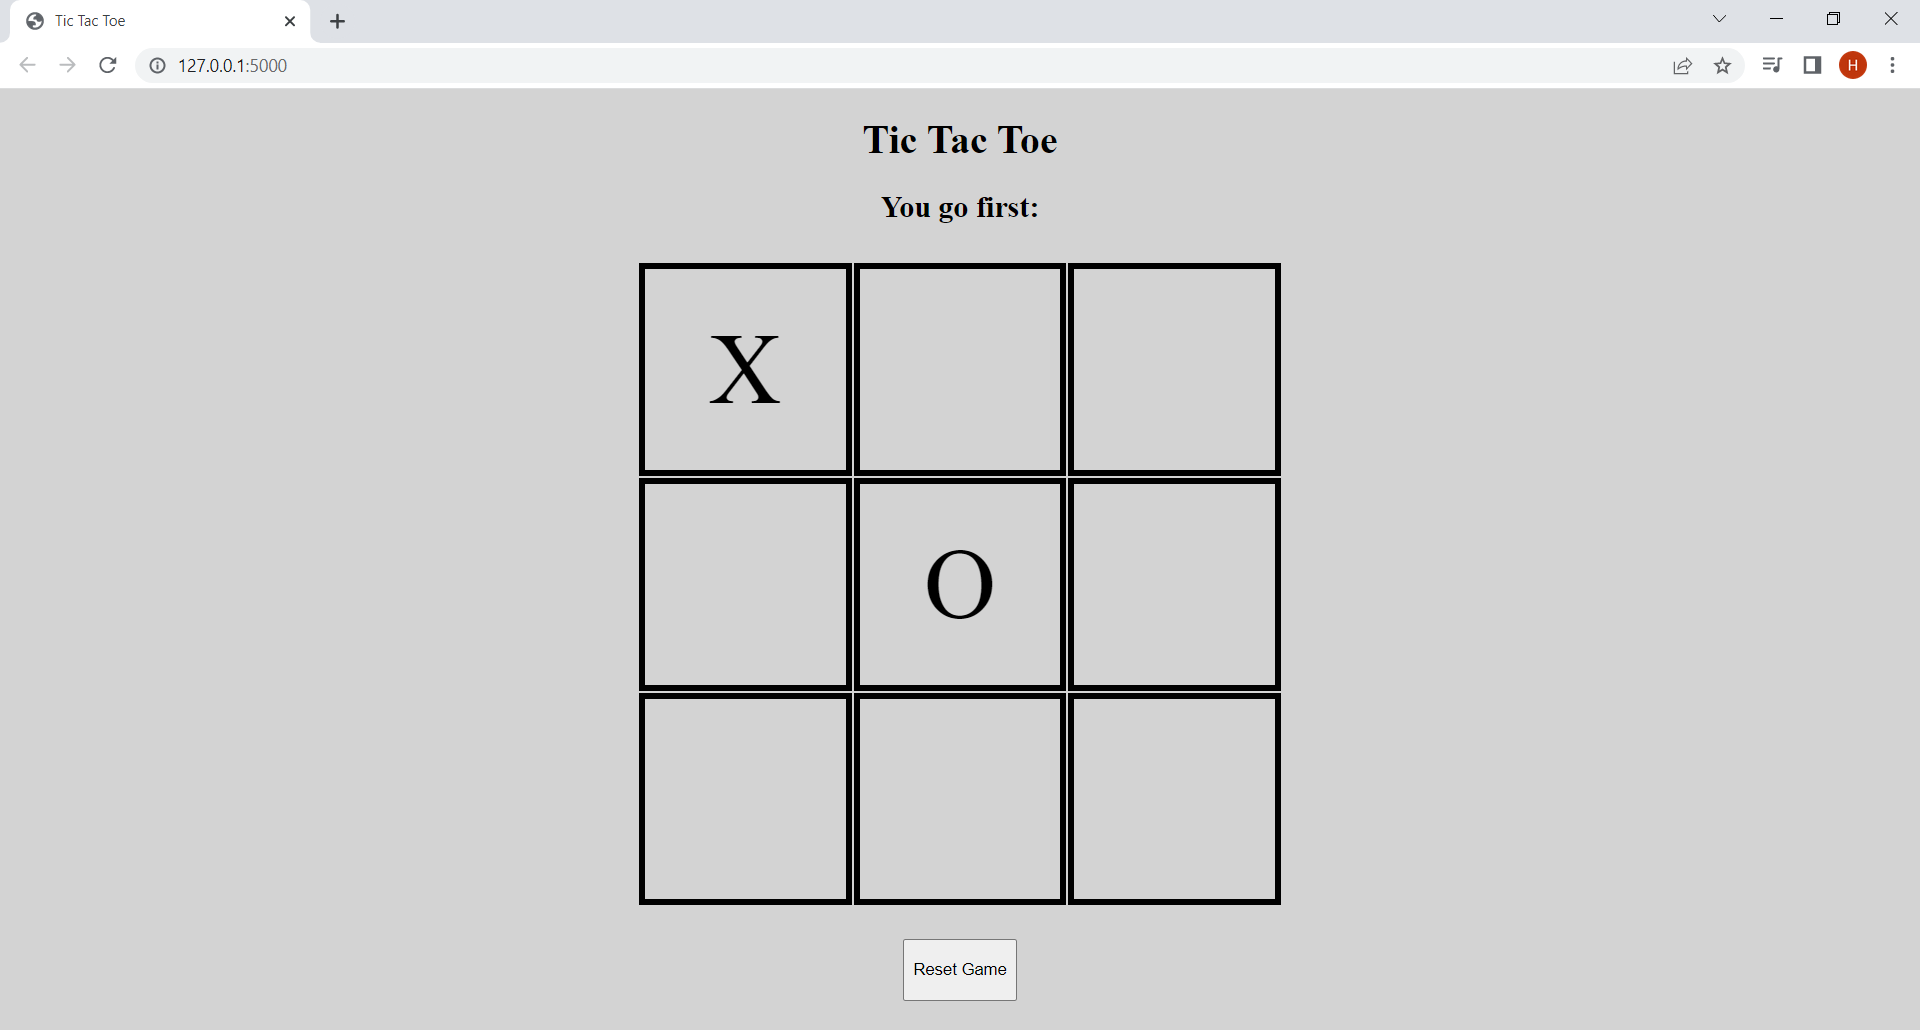 Tic Tac Toe
127.0.0.1:5000
H
Tic Tac Toe
You go first:
X
O
Reset Game